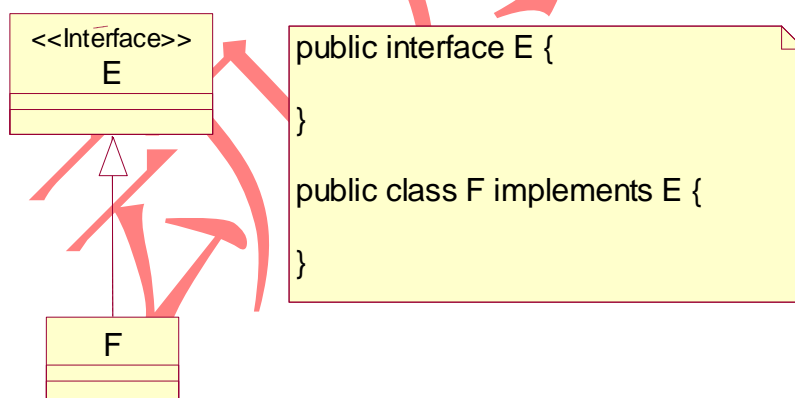 <<Interface>>
E
F
public interface E {
}
public class F implements E {
}